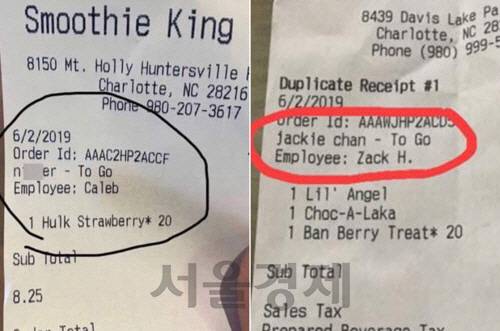 Smoothie King
8150 Mt. Holly Huntersville
Charlotte, NC 28216
Phone 980-207-3617
6/2/2019
Order Id: AAAC2HP2ACCF
n er - To Go
Employee: Caleb
1 Hulk Strawberry* 20
Sub Total
8.25
8439 Davis Lake Pa
Charlotte, NC 28
Phone (980) 999-5
Duplicate Receipt #1
6/2/2019
Order Id: AAAWJHP2ACDS
jackie chan - To Go
Employee: Zack H.
1 Lil' Angel
1 Choc-A-Laka
1 Ban Berry Treat* 20
Sub Total
Sales Tax
Prepared Beverage Tax
서울경제